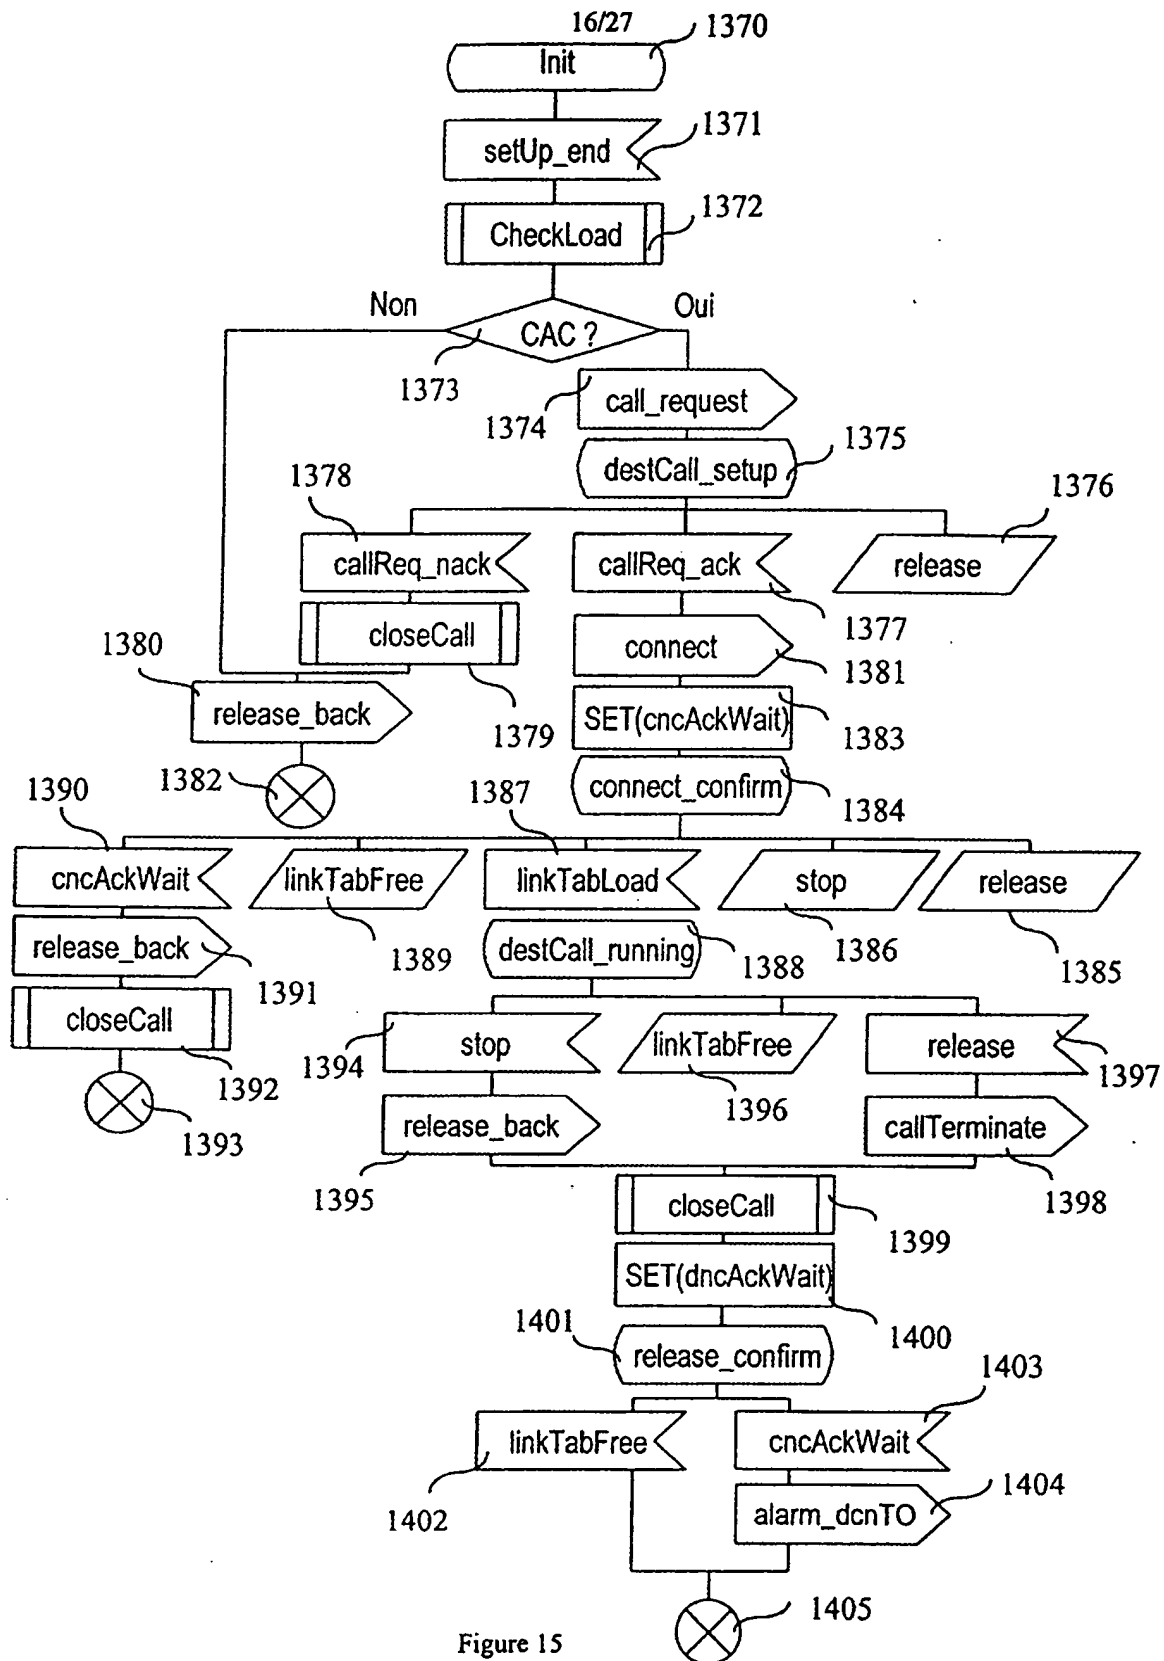 16/27
1370
Init
1371
setUp_end
1372
CheckLoad
Non
Oui
CAC ?
1373
call_request
1374
1375
destCall_setup
1378
1376
callReq_nack
callReq_ack
release
1377
closeCall
connect
1380
1381
release_back
1379
SET(cncAckWait)
1383
1382
connect_confirm
1384
1390
1387
cncAckWait
linkTabFree
linkTabLoad
stop
release
release_back
1389
destCall_running
1388
1386
1385
1391
closeCall
1392
1393
1394
stop
linkTabFree
release
1397
1396
release_back
callTerminate
1395
1398
closeCall
1399
SET(dncAckWait)
1400
1401
release_confirm
1403
linkTabFree
cncAckWait
1402
1404
alarm_dcnTO
1405
Figure 15